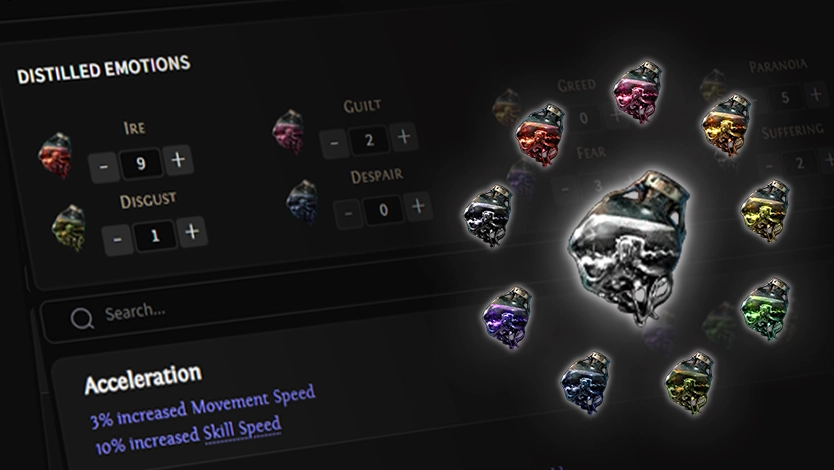 DISTILLED EMOTIONS
Ire
- 9 +
Guilt
- 2 +
Greed
0
Paranoia
5 +
Disgust
- 1 +
Despair
- 0 +
Fear
- 3
Suffering
- 2 +
Search...
Acceleration
3% increased Movement Speed
10% increased Skill Speed